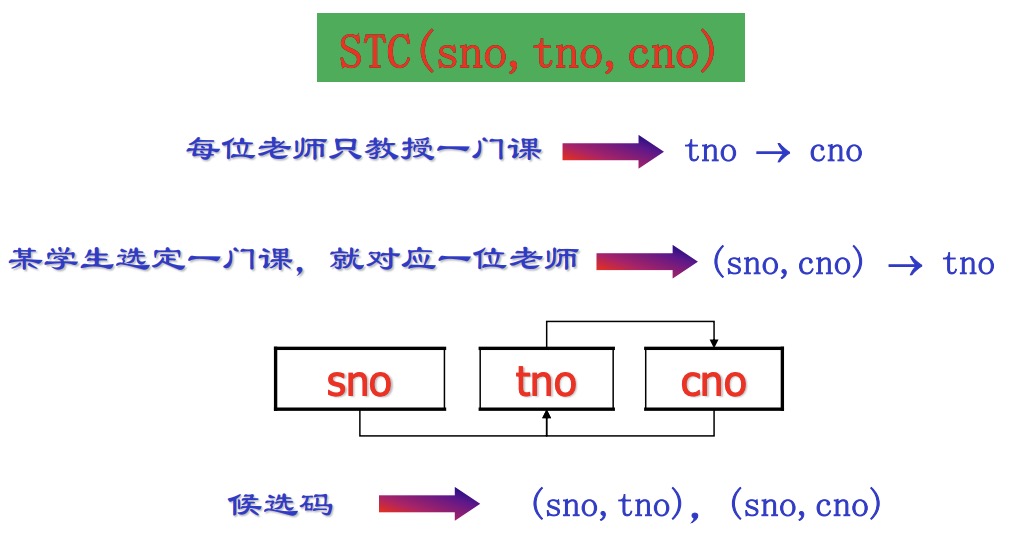 STC(sno,tno,cno)
每位老师只教授一门课 tno → cno
某学生选定一门课，就对应一位老师 (sno,cno) → tno
sno tno cno
候选码 (sno,tno)，(sno,cno)